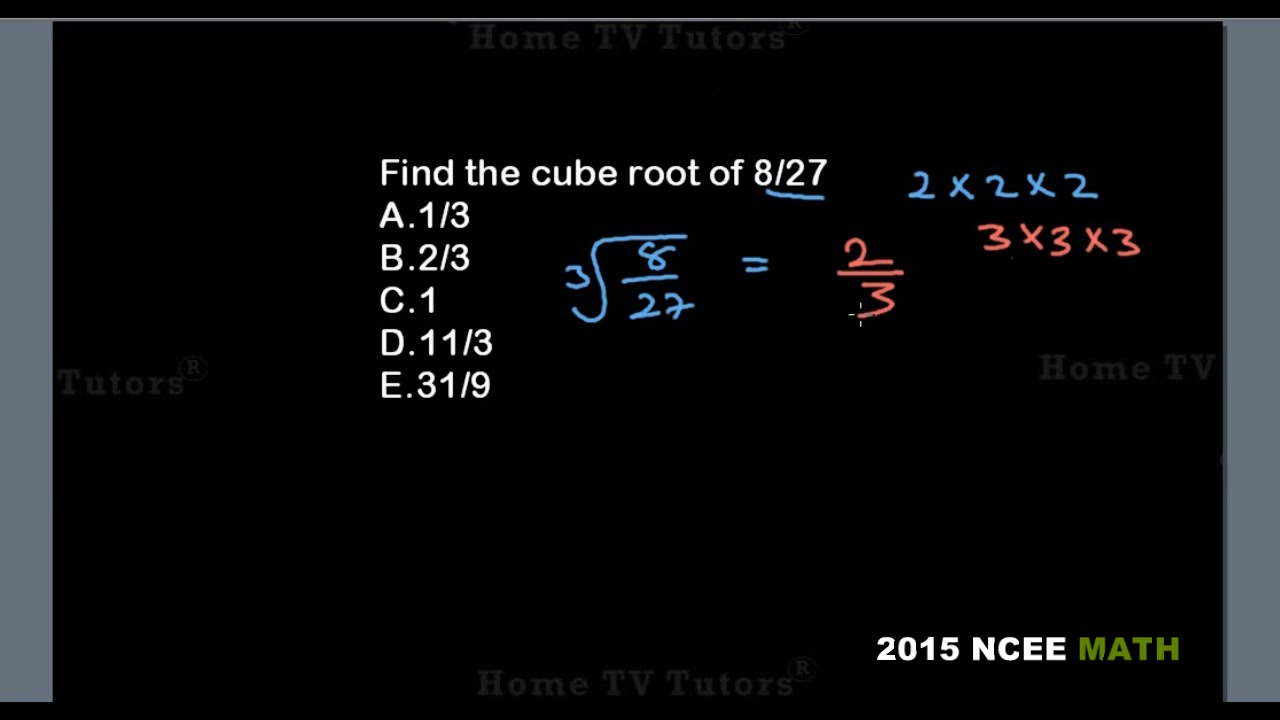 Home TV Tutors®
Find the cube root of 8/27
2 × 2 × 2
A.1/3
3 × 3 × 3
B.2/3
∛(8/27) = 2/3
C.1
D.11/3
Home TV
Tutors®
E.31/9
2015 NCEE MATH
Home TV Tutors®